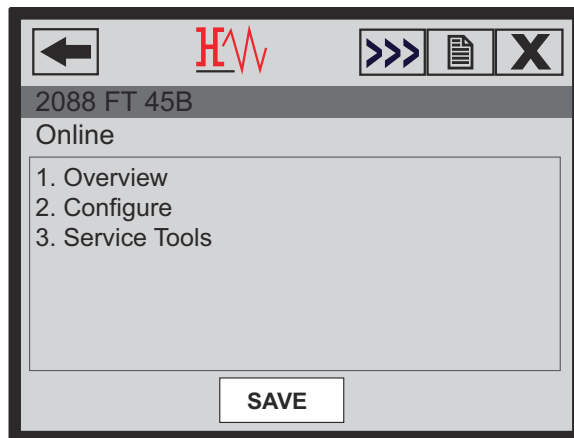 H
>>>
X
2088 FT 45B
Online
1. Overview
2. Configure
3. Service Tools
SAVE